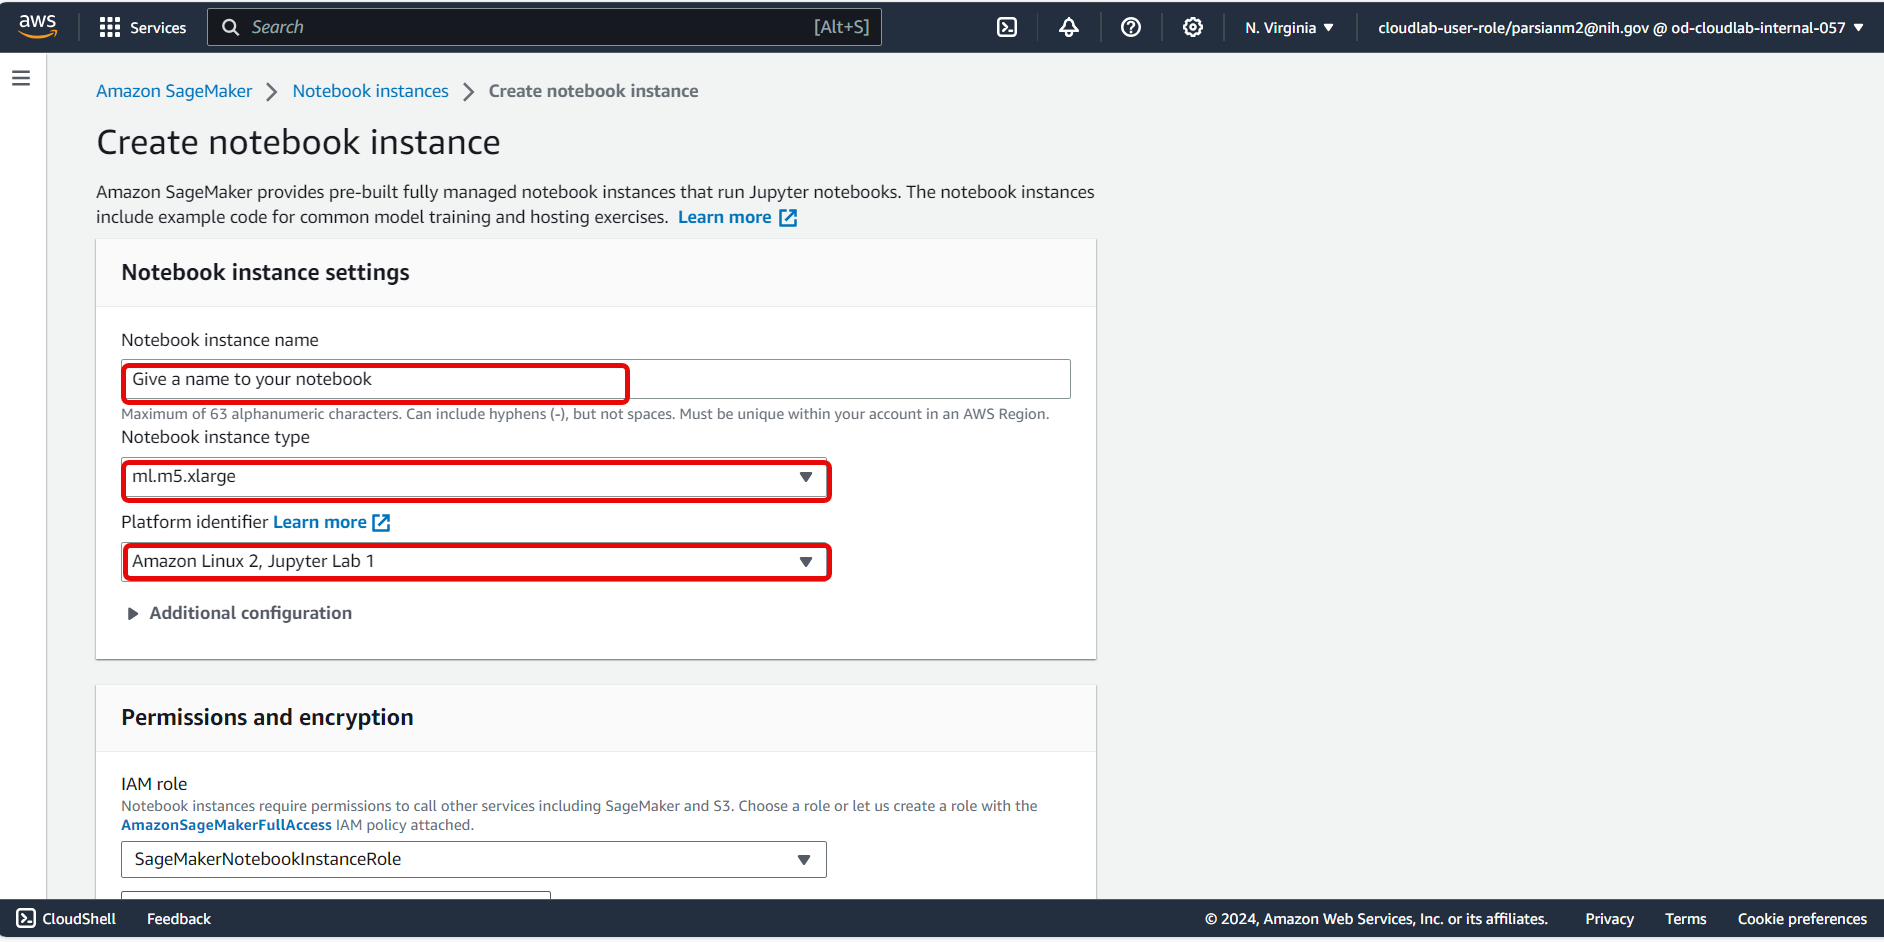 aws
Services
Search
[Alt+S]
N. Virginia
cloudlab-user-role/parsianm2@nih.gov @ od-cloudlab-internal-057
Amazon SageMaker
Notebook instances
Create notebook instance
Create notebook instance
Amazon SageMaker provides pre-built fully managed notebook instances that run Jupyter notebooks. The notebook instances
include example code for common model training and hosting exercises. Learn more
Notebook instance settings
Notebook instance name
Give a name to your notebook
Maximum of 63 alphanumeric characters. Can include hyphens (-), but not spaces. Must be unique within your account in an AWS Region.
Notebook instance type
ml.m5.xlarge
Platform identifier Learn more
Amazon Linux 2, Jupyter Lab 1
Additional configuration
Permissions and encryption
IAM role
Notebook instances require permissions to call other services including SageMaker and S3. Choose a role or let us create a role with the
AmazonSageMakerFullAccess IAM policy attached.
SageMakerNotebookInstanceRole
CloudShell
Feedback
© 2024, Amazon Web Services, Inc. or its affiliates.
Privacy
Terms
Cookie preferences